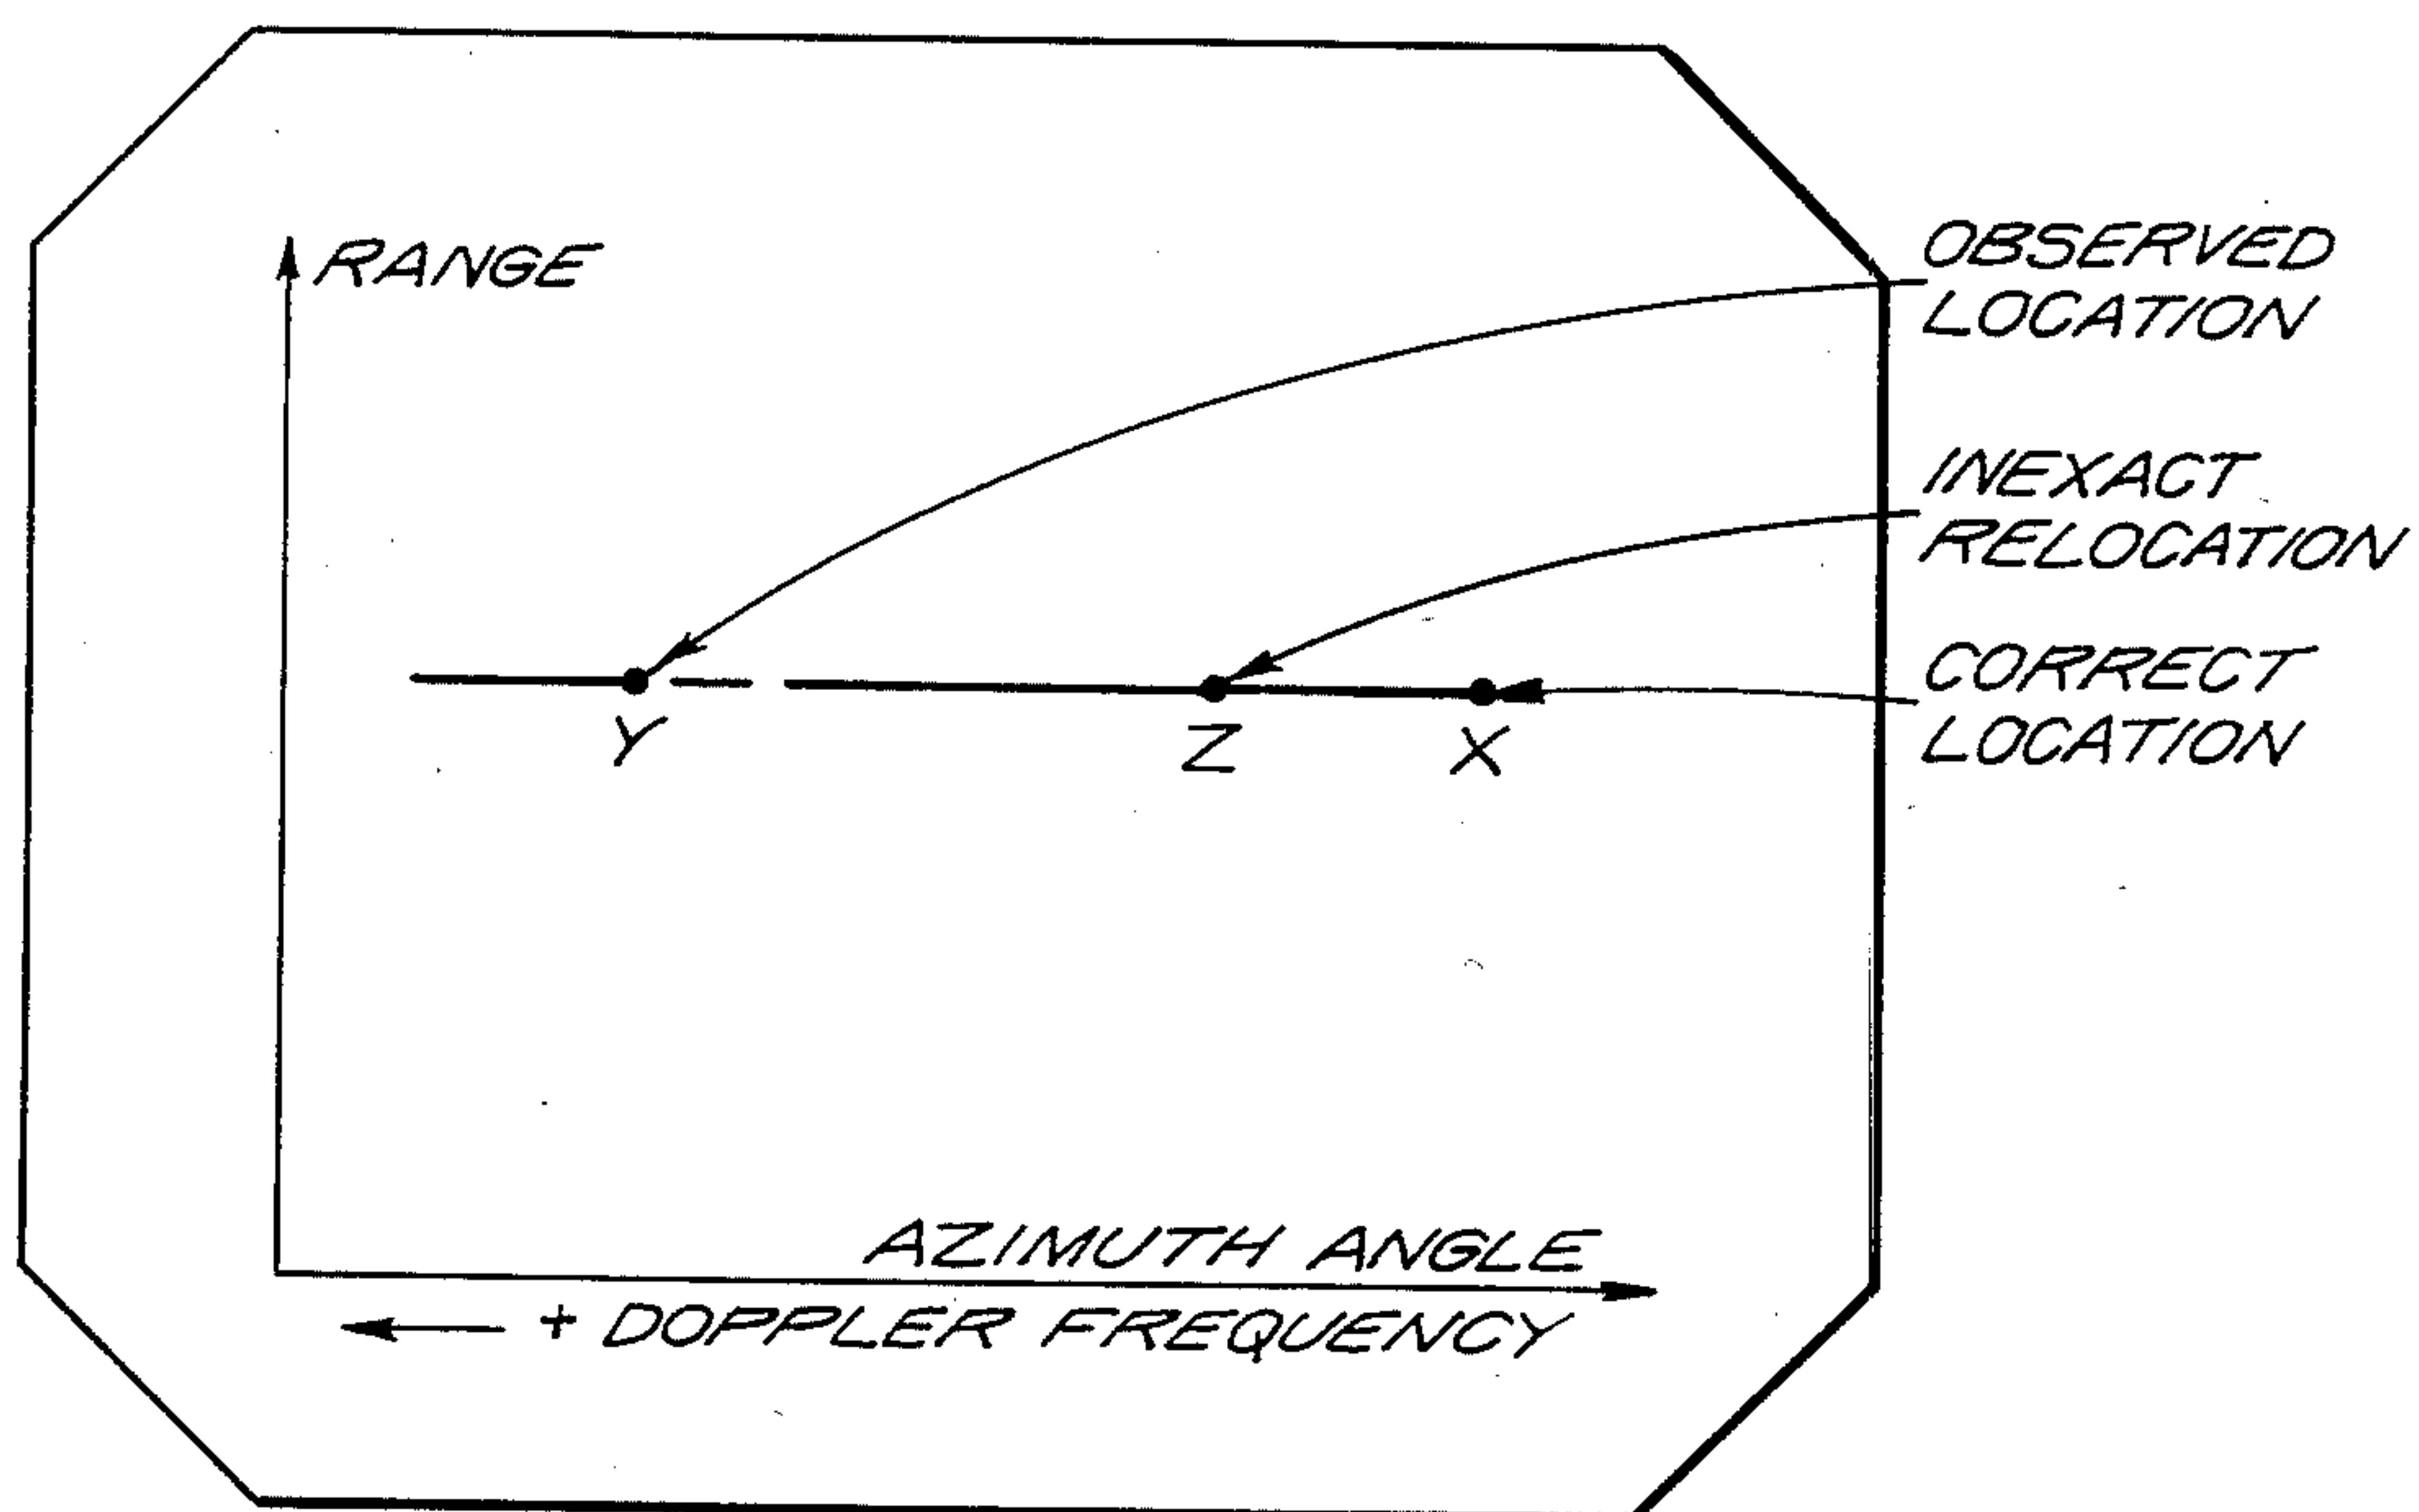 RANGE
OBSERVED
LOCATION
INEXACT
RELOCATION
CORRECT
LOCATION
Y
Z
X
AZIMUTH ANGLE
+ DOPPLER FREQUENCY